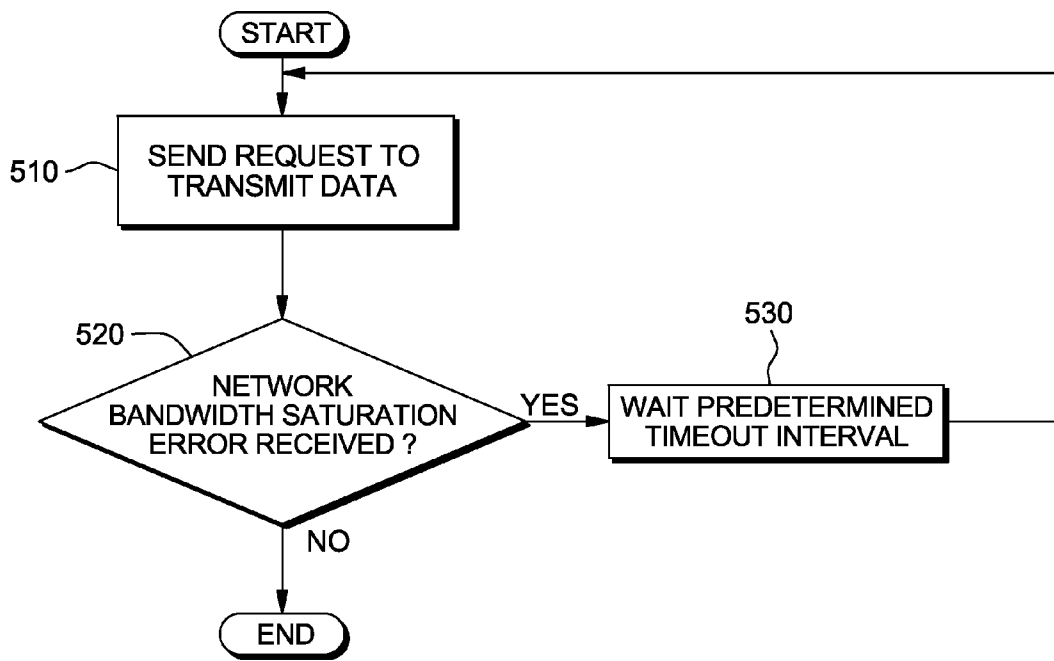 START
510
SEND REQUEST TO
TRANSMIT DATA
520
NETWORK
BANDWIDTH SATURATION
ERROR RECEIVED ?
YES
530
WAIT PREDETERMINED
TIMEOUT INTERVAL
NO
END